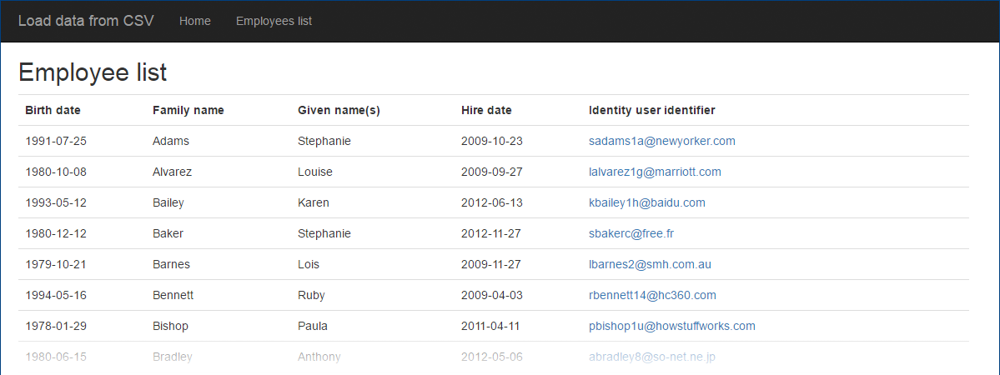 Load data from CSV Home Employees list
Employee list
Birth date Family name Given name(s) Hire date Identity user identifier
1991-07-25 Adams Stephanie 2009-10-23 sadams1a@newyorker.com
1980-10-08 Alvarez Louise 2009-09-27 lalvarez1g@marriott.com
1993-05-12 Bailey Karen 2012-06-13 kbailey1h@baidu.com
1980-12-12 Baker Stephanie 2012-11-27 sbakerc@free.fr
1979-10-21 Barnes Lois 2009-11-27 lbarnes2@smh.com.au
1994-05-16 Bennett Ruby 2009-04-03 rbennett14@hc360.com
1978-01-29 Bishop Paula 2011-04-11 pbishop1u@howstuffworks.com
1980-06-15 Bradley Anthony 2012-05-06 abradley8@so-net.ne.jp